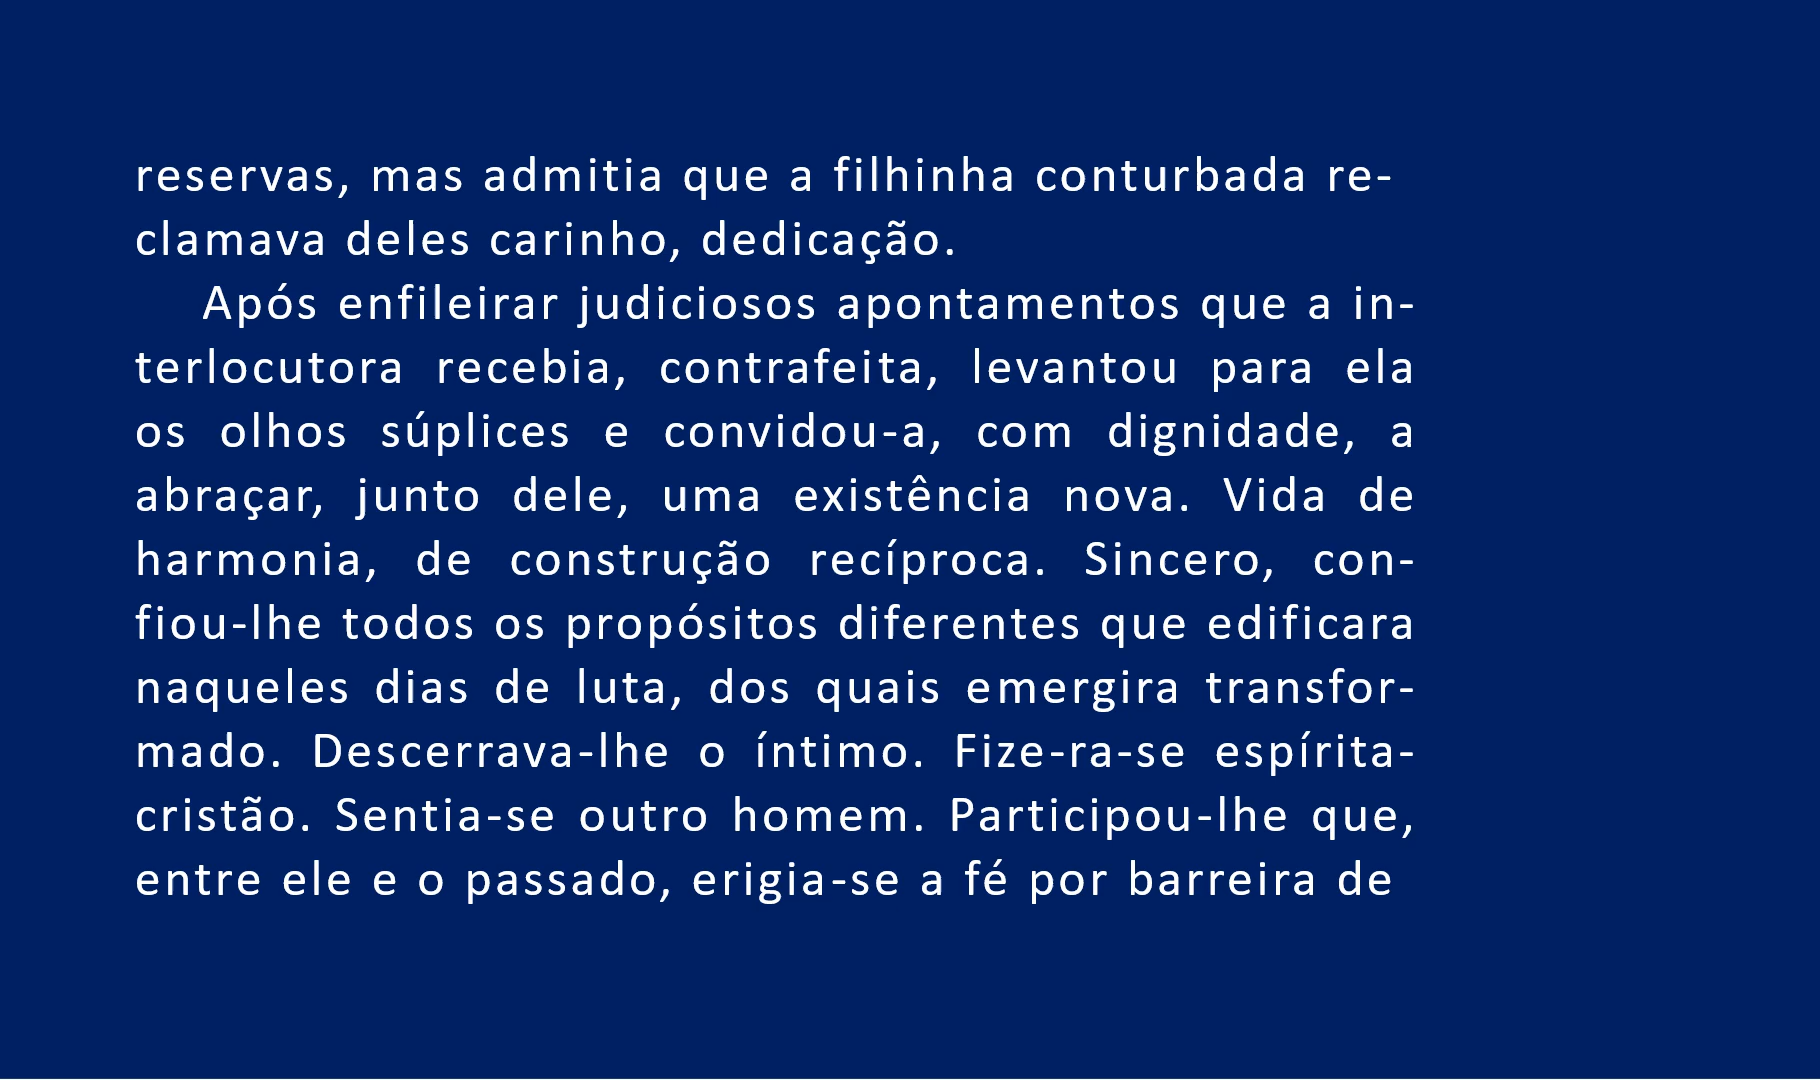 reservas, mas admitia que a filhinha conturbada re-
clamava deles carinho, dedicação.
Após enfileirar judiciosos apontamentos que a in-
terlocutora recebia, contrafeita, levantou para ela
os olhos súplices e convidou-a, com dignidade, a
abraçar, junto dele, uma existência nova. Vida de
harmonia, de construção recíproca. Sincero, con-
fiou-lhe todos os propósitos diferentes que edificara
naqueles dias de luta, dos quais emergira transfor-
mado. Descerrava-lhe o íntimo. Fize-ra-se espírita-
cristão. Sentia-se outro homem. Participou-lhe que,
entre ele e o passado, erigia-se a fé por barreira de